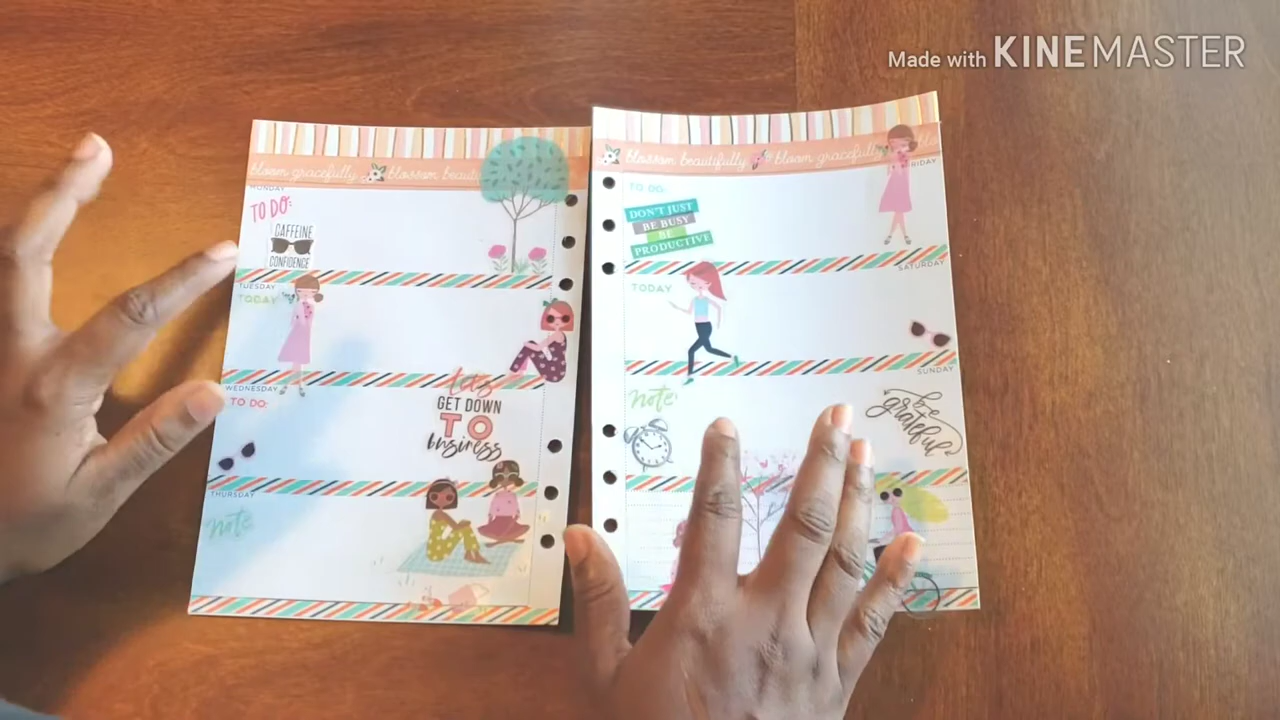 Made with KINEMASTER
bloom gracefully blossom beauti
MONDAY
TO DO:
CAFFEINE
CONFIDENCE
TUESDAY
TODAY
WEDNESDAY
TO DO:
let's
GET DOWN
TO
business
THURSDAY
note
blossom beautifully bloom gracefully blo
FRIDAY
TO DO:
DON'T JUST
BE BUSY
BE
PRODUCTIVE
SATURDAY
TODAY
SUNDAY
note
be
grateful